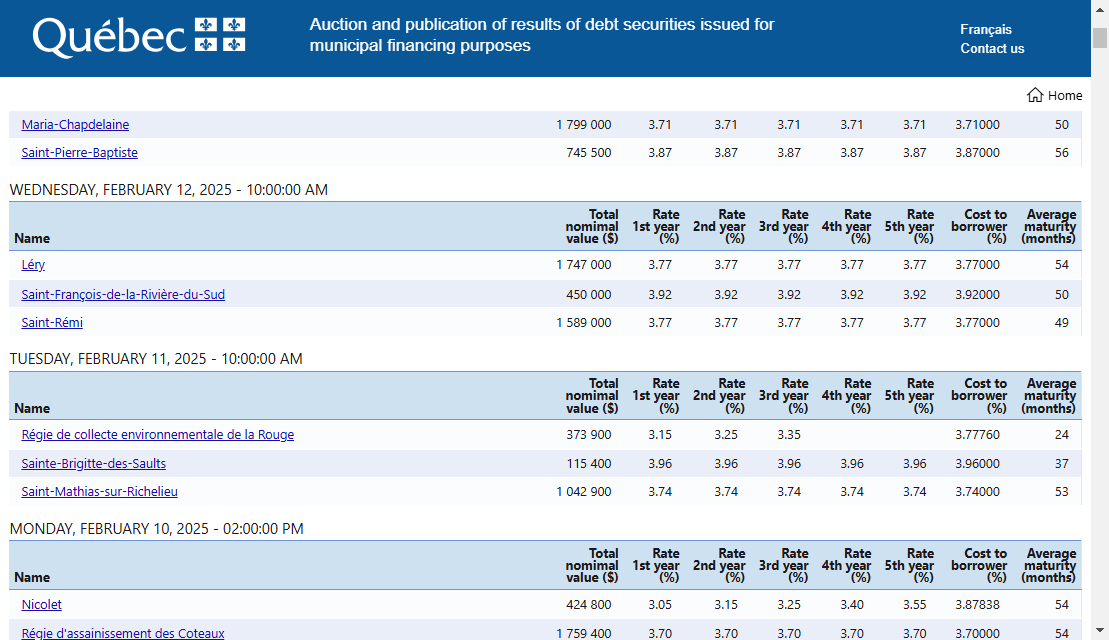 Québec
Auction and publication of results of debt securities issued for
municipal financing purposes
Français
Contact us
Home
Maria-Chapdelaine 1 799 000 3.71 3.71 3.71 3.71 3.71 3.71000 50
Saint-Pierre-Baptiste 745 500 3.87 3.87 3.87 3.87 3.87 3.87000 56
WEDNESDAY, FEBRUARY 12, 2025 - 10:00:00 AM
Name Total nomimal value ($) Rate 1st year (%) Rate 2nd year (%) Rate 3rd year (%) Rate 4th year (%) Rate 5th year (%) Cost to borrower (%) Average maturity (months)
Léry 1 747 000 3.77 3.77 3.77 3.77 3.77 3.77000 54
Saint-François-de-la-Rivière-du-Sud 450 000 3.92 3.92 3.92 3.92 3.92 3.92000 50
Saint-Rémi 1 589 000 3.77 3.77 3.77 3.77 3.77 3.77000 49
TUESDAY, FEBRUARY 11, 2025 - 10:00:00 AM
Name Total nomimal value ($) Rate 1st year (%) Rate 2nd year (%) Rate 3rd year (%) Rate 4th year (%) Rate 5th year (%) Cost to borrower (%) Average maturity (months)
Régie de collecte environnementale de la Rouge 373 900 3.15 3.25 3.35 3.77760 24
Sainte-Brigitte-des-Saults 115 400 3.96 3.96 3.96 3.96 3.96 3.96000 37
Saint-Mathias-sur-Richelieu 1 042 900 3.74 3.74 3.74 3.74 3.74 3.74000 53
MONDAY, FEBRUARY 10, 2025 - 02:00:00 PM
Name Total nomimal value ($) Rate 1st year (%) Rate 2nd year (%) Rate 3rd year (%) Rate 4th year (%) Rate 5th year (%) Cost to borrower (%) Average maturity (months)
Nicolet 424 800 3.05 3.15 3.25 3.40 3.55 3.87838 54
Régie d'assainissement des Coteaux 1 759 400 3.70 3.70 3.70 3.70 3.70 3.70000 54